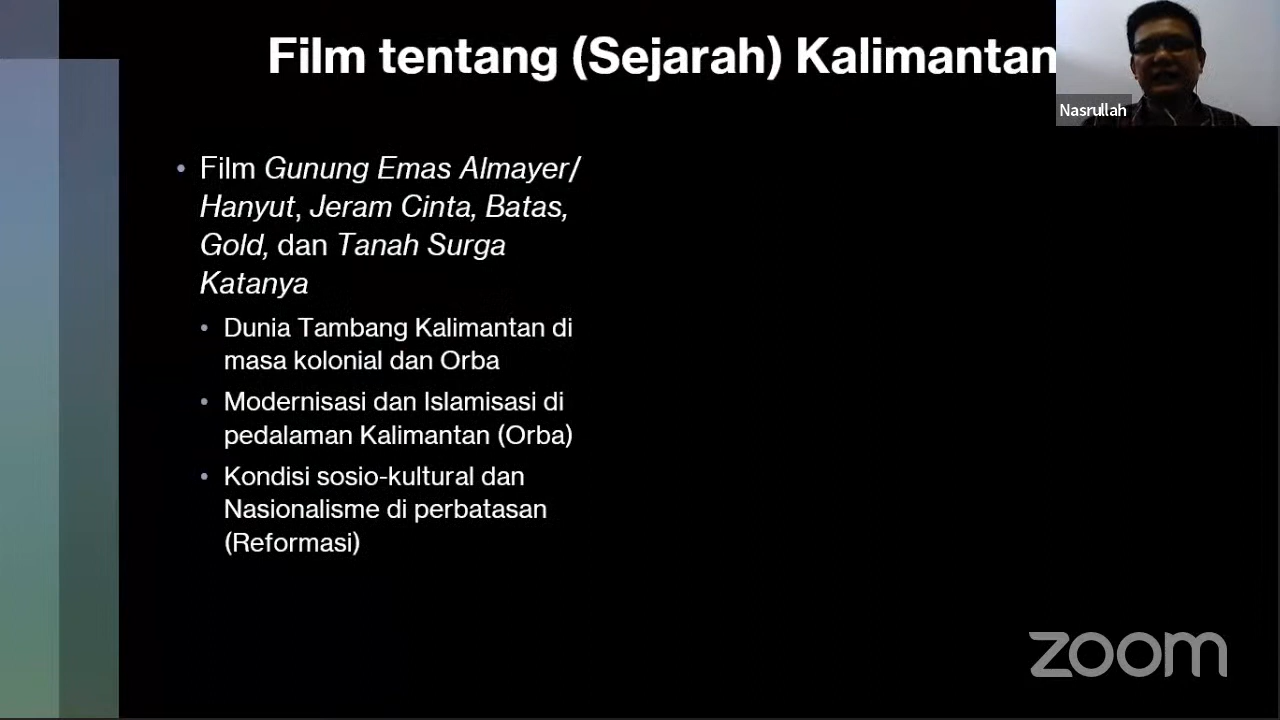 Film tentang (Sejarah) Kalimantan
Nasrullah
• Film Gunung Emas Almayer/
Hanyut, Jeram Cinta, Batas,
Gold, dan Tanah Surga
Katanya
• Dunia Tambang Kalimantan di
masa kolonial dan Orba
• Modernisasi dan Islamisasi di
pedalaman Kalimantan (Orba)
• Kondisi sosio-kultural dan
Nasionalisme di perbatasan
(Reformasi)
zoom